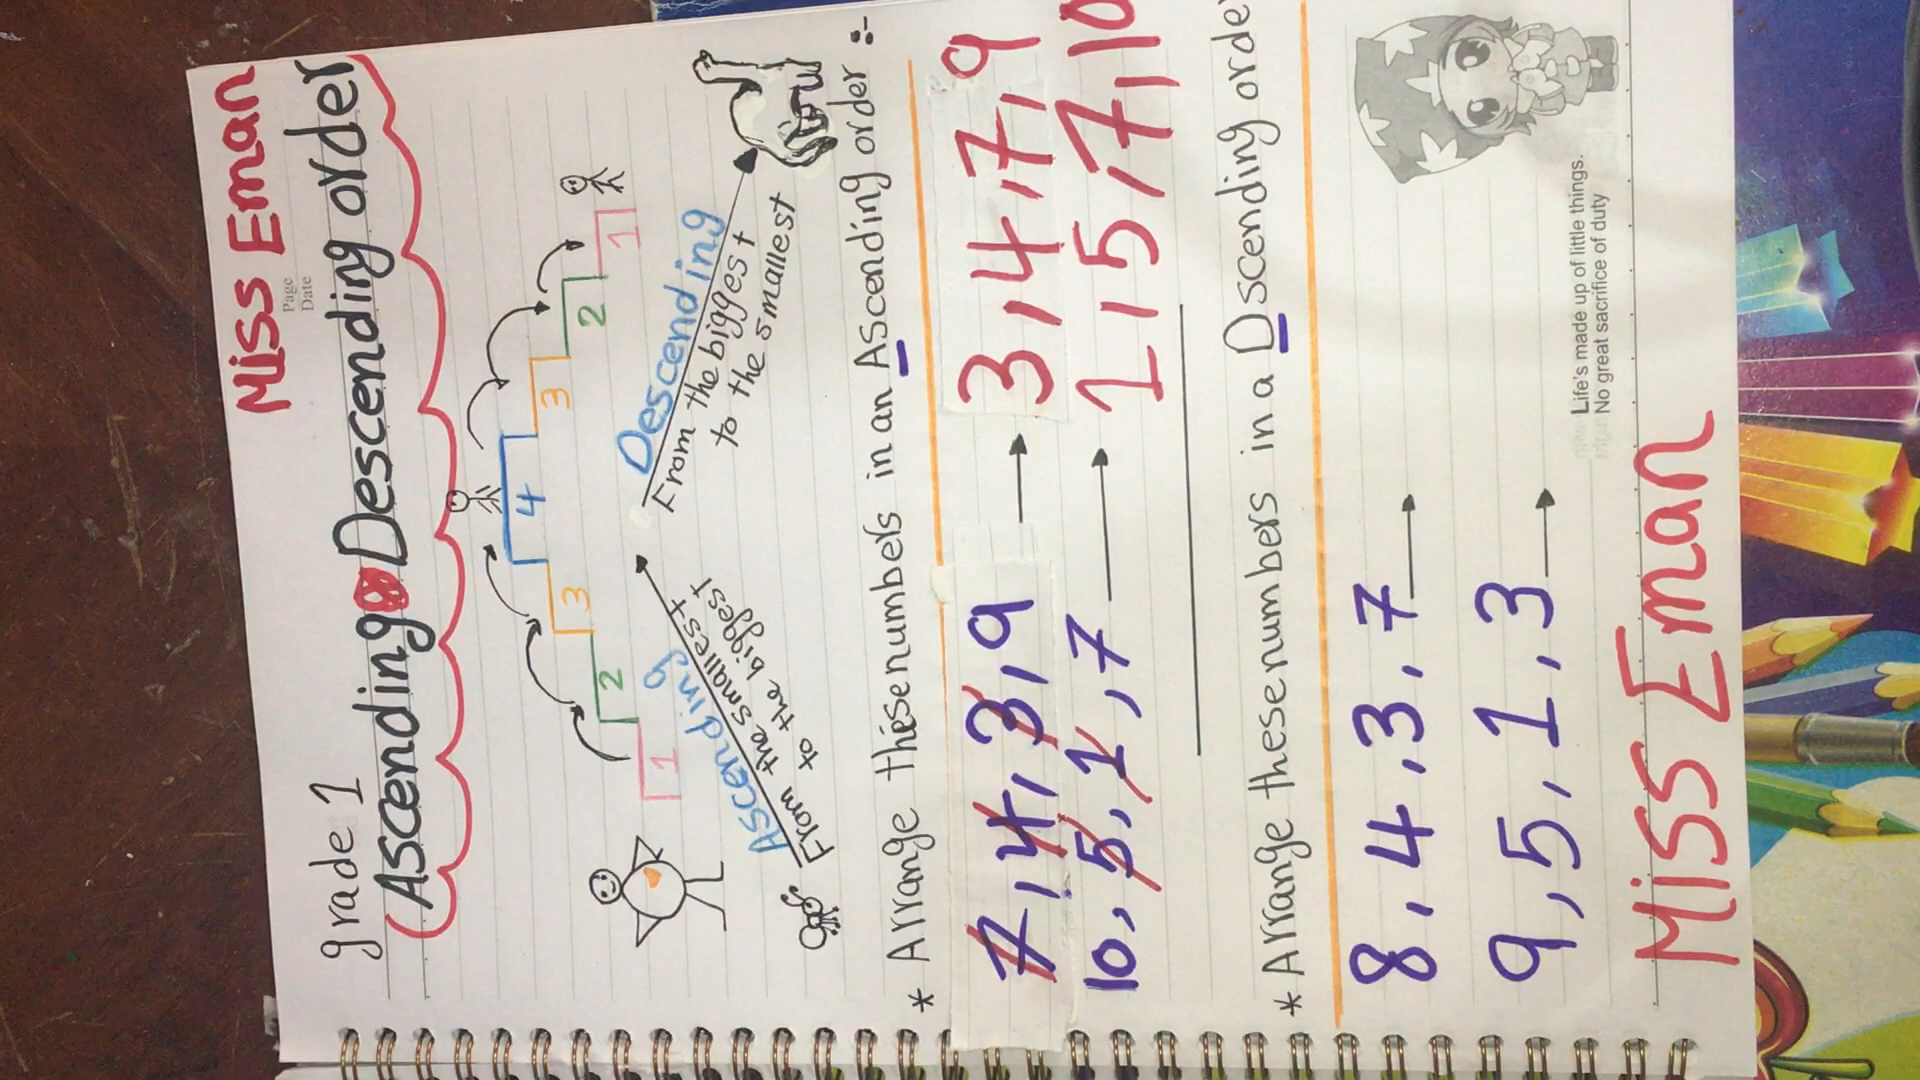 Miss Eman
Page
Date
grade 1
Ascending Descending order
1 2 3 4 3 2 1
Ascending
From the smallest
to the biggest
Descending
From the biggest
to the smallest
* Arrange these numbers in an Ascending order :-
7, 4, 3, 9 → 3, 4, 7, 9
10, 5, 1, 7 → 1, 5, 7, 10
* Arrange these numbers in a Dscending order
8, 4, 3, 7 →
9, 5, 1, 3 →
Life's made up of little things.
No great sacrifice of duty
Miss Eman